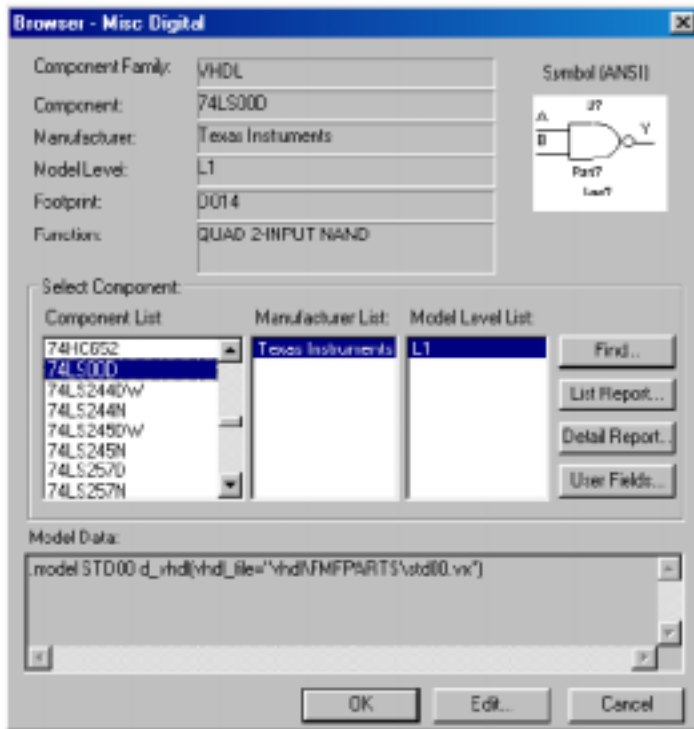 Browser - Misc Digital
Component Family: VHDL
Symbol (ANSI)
Component: 74LS00D
Manufacturer: Texas Instruments
Model Level: L1
Footprint: DO14
Function: QUAD 2-INPUT NAND
U?
A
B
Y
Part?
Select Component:
Component List
Manufacturer List:
Model Level List:
74HC652
74LS00D
74LS244DW
74LS244N
74LS245DW
74LS245N
74LS257D
74LS257N
Texas Instruments
L1
Find...
List Report...
Detail Report...
User Fields...
Model Data:
.model STD00 d_vhdl(vhdl_file="vhdl\FMFPARTS\std00.vx")
OK
Edit...
Cancel